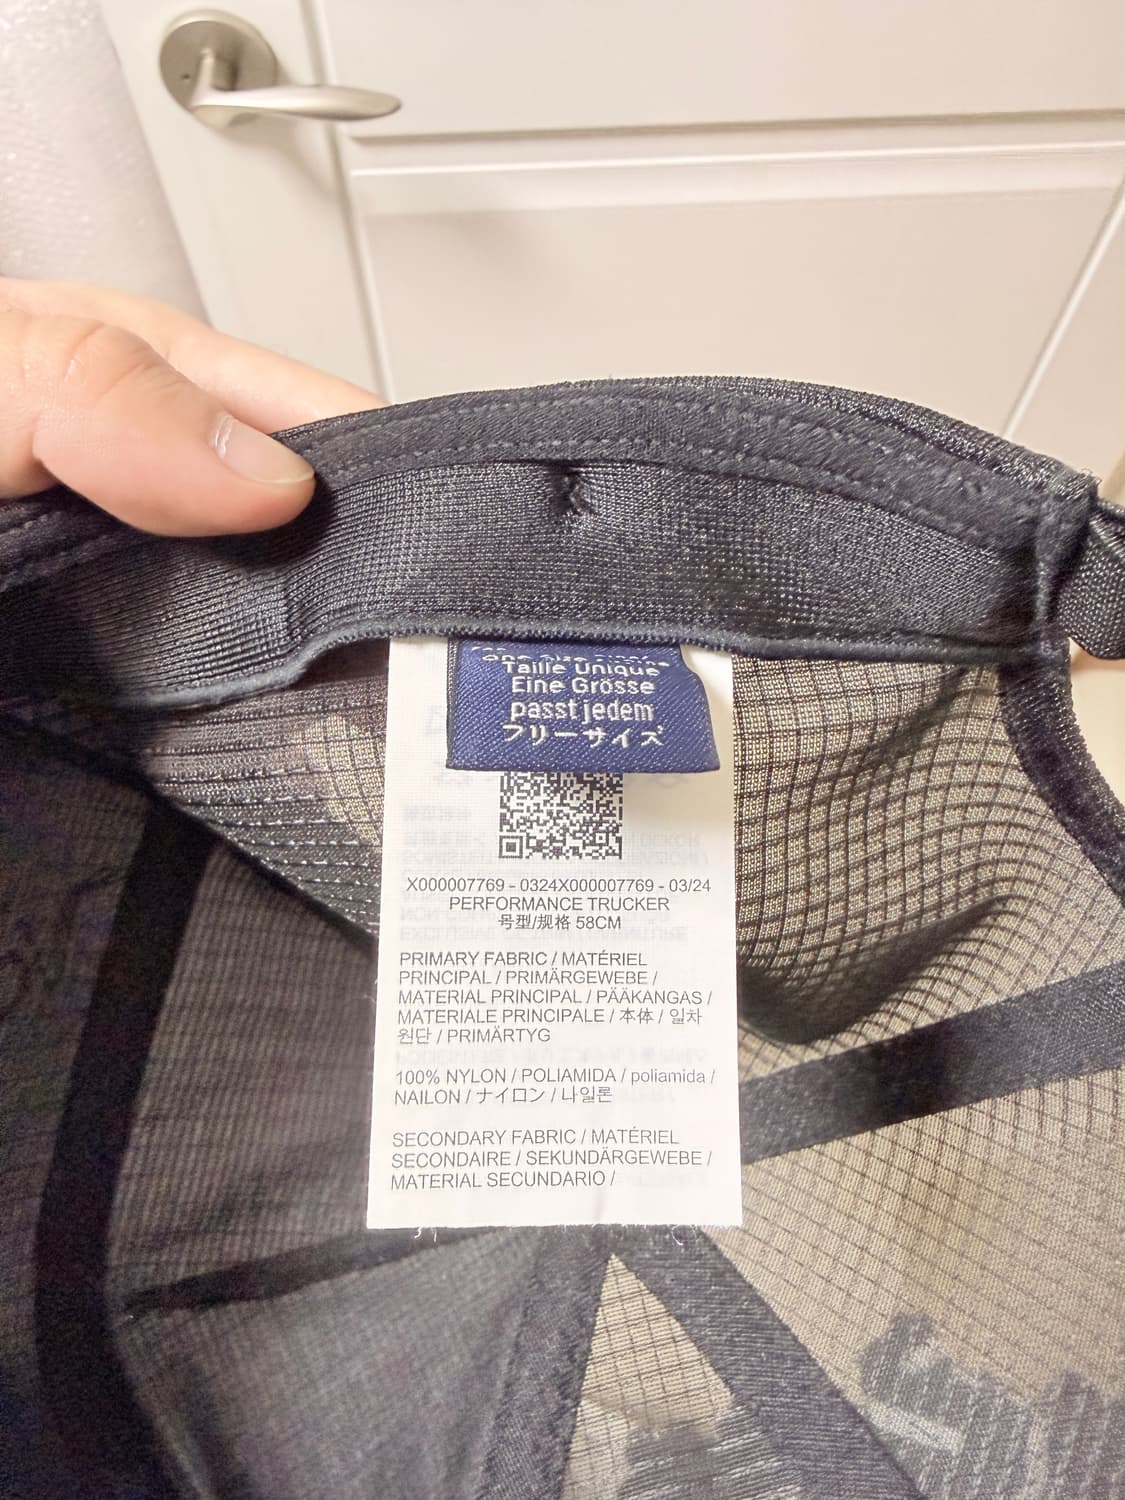 Taille Unique
Eine Grösse
passt jedem
フリーサイズ
X000007769 - 0324X000007769 - 03/24
PERFORMANCE TRUCKER
号型/规格 58CM
PRIMARY FABRIC / MATÉRIEL
PRINCIPAL / PRIMÄRGEWEBE /
MATERIAL PRINCIPAL / PÄÄKANGAS /
MATERIALE PRINCIPALE / 本体 / 일차
원단 / PRIMÄRTYG
100% NYLON / POLIAMIDA / poliamida /
NAILON / ナイロン / 나일론
SECONDARY FABRIC / MATÉRIEL
SECONDAIRE / SEKUNDÄRGEWEBE /
MATERIAL SECUNDARIO /